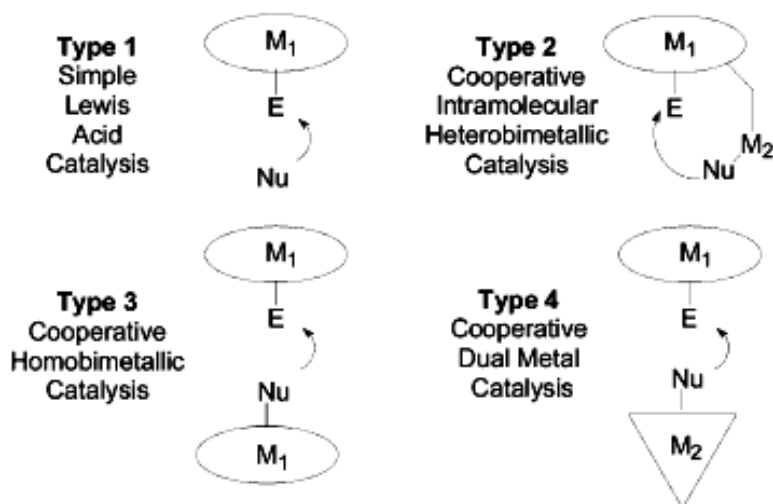 Type 1
Simple
Lewis
Acid
Catalysis
M₁
E
Nu
Type 2
Cooperative
Intramolecular
Heterobimetallic
Catalysis
M₁
E
M₂
Nu
Type 3
Cooperative
Homobimetallic
Catalysis
M₁
E
Nu
M₁
Type 4
Cooperative
Dual Metal
Catalysis
M₁
E
Nu
M₂